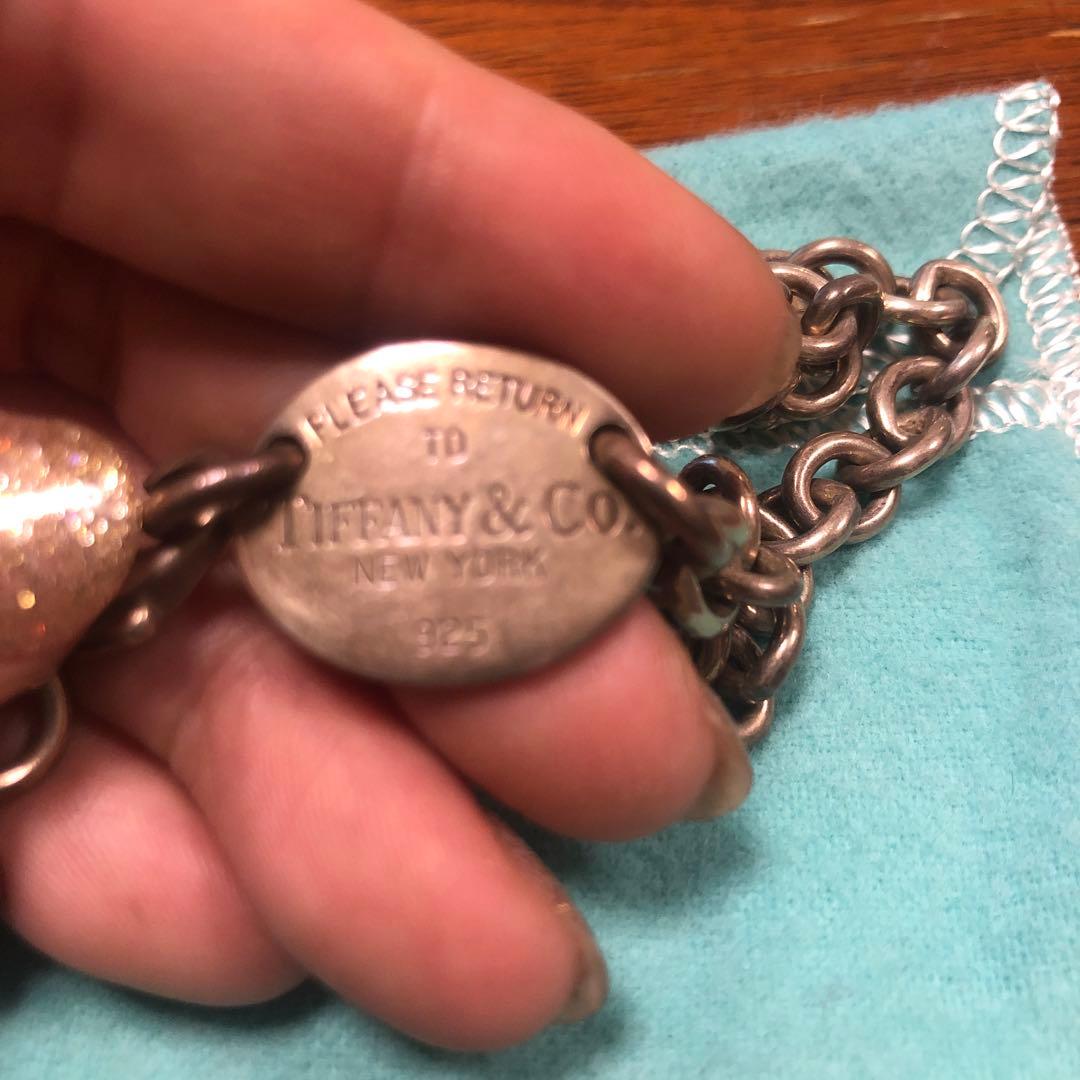 PLEASE RETURN
TO
TIFFANY & Co.
NEW YORK
925